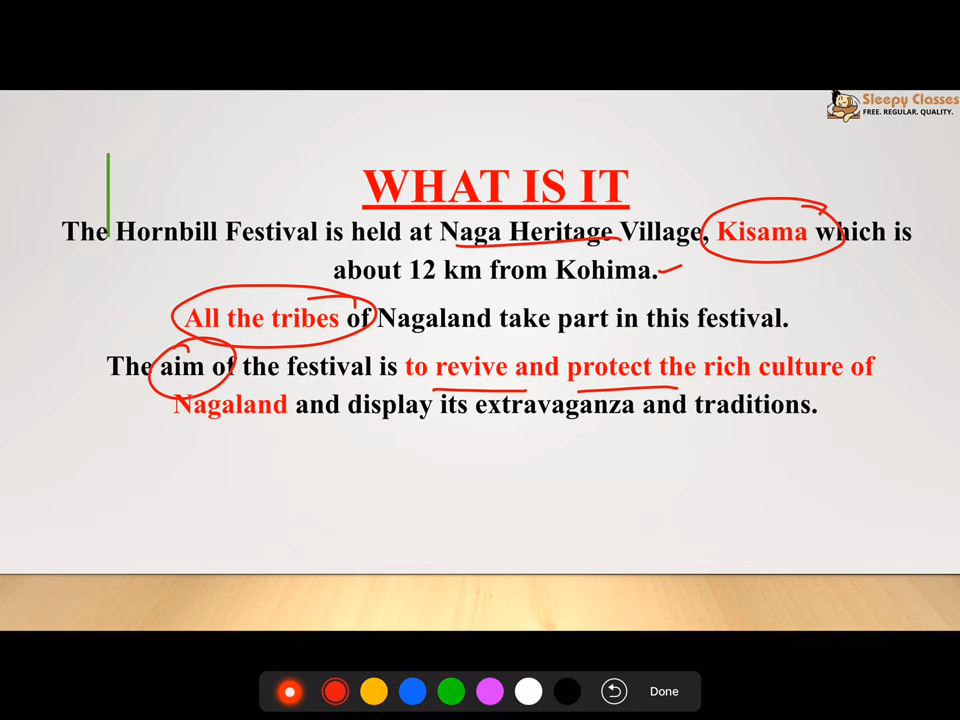 Sleepy Classes
FREE. REGULAR. QUALITY.
WHAT IS IT
The Hornbill Festival is held at Naga Heritage Village, Kisama which is
about 12 km from Kohima.
All the tribes of Nagaland take part in this festival.
The aim of the festival is to revive and protect the rich culture of
Nagaland and display its extravaganza and traditions.
Done